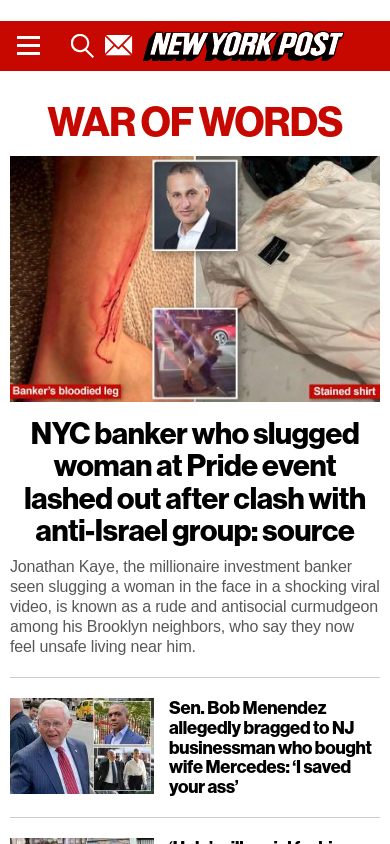 NEW YORK POST
WAR OF WORDS
Banker's bloodied leg
Stained shirt
NYC banker who slugged
woman at Pride event
lashed out after clash with
anti-Israel group: source
Jonathan Kaye, the millionaire investment banker
seen slugging a woman in the face in a shocking viral
video, is known as a rude and antisocial curmudgeon
among his Brooklyn neighbors, who say they now
feel unsafe living near him.
Sen. Bob Menendez
allegedly bragged to NJ
businessman who bought
wife Mercedes: ‘I saved
your ass’